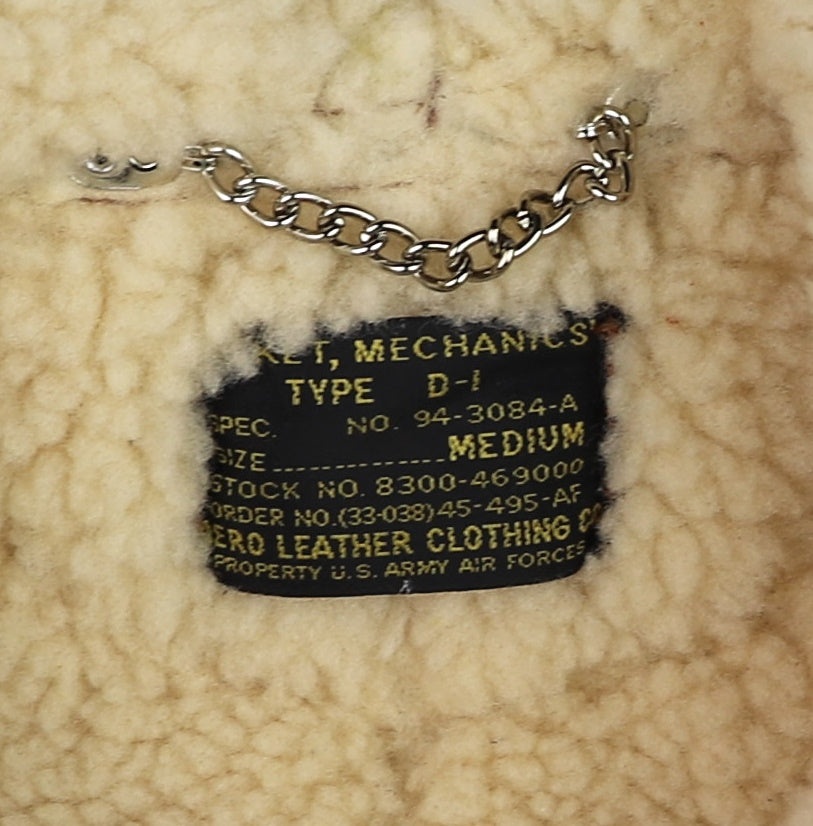 KET, MECHANICS'
TYPE D-1
SPEC. NO. 94-3084-A
SIZE ............... MEDIUM
STOCK NO. 8300-469000
ORDER NO.(33-038)45-495-AF
AERO LEATHER CLOTHING CO
PROPERTY U.S. ARMY AIR FORCES